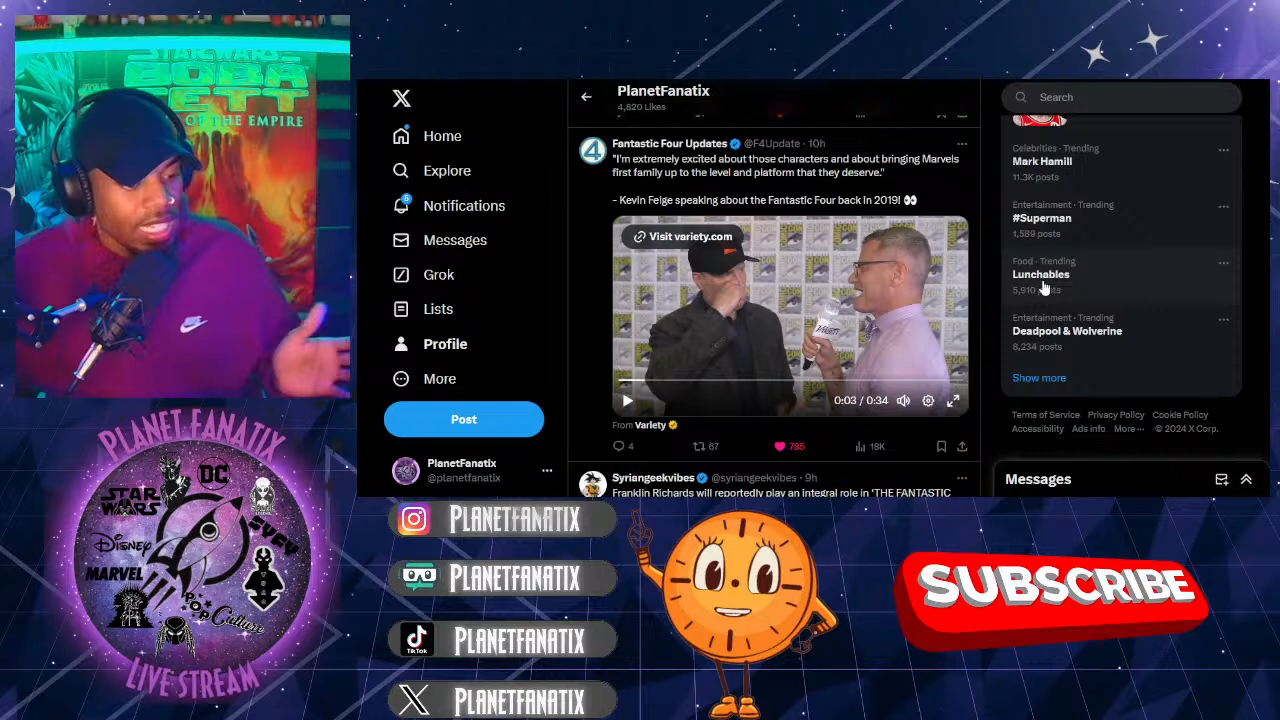 STAR WARS
BOBA
FETT
OF THE EMPIRE
Home
Explore
6
Notifications
Messages
Grok
Lists
Profile
More
Post
PlanetFanatix
@planetfanatix
PlanetFanatix
4,820 Likes
Fantastic Four Updates @F4Update · 10h
"I'm extremely excited about those characters and about bringing Marvels
first family up to the level and platform that they deserve."
- Kevin Feige speaking about the Fantastic Four back in 2019! 👀
Visit variety.com
VARIETY
0:03 / 0:34
From Variety
4
67
785
18K
Syriangeekvibes @syriangeekvibes · 9h
Franklin Richards will reportedly play an integral role in 'THE FANTASTIC
Search
Celebrities · Trending
Mark Hamill
11.3K posts
Entertainment · Trending
#Superman
1,589 posts
Food · Trending
Lunchables
5,910 posts
Entertainment · Trending
Deadpool & Wolverine
8,234 posts
Show more
Terms of Service Privacy Policy Cookie Policy
Accessibility Ads info More ··· © 2024 X Corp.
Messages
PLANET FANATIX
DC
STAR WARS
SYFY
Disney
MARVEL
Pop Culture
LIVE STREAM
PLANETFANATIX
PLANETFANATIX
TikTok
PLANETFANATIX
PLANETFANATIX
SUBSCRIBE